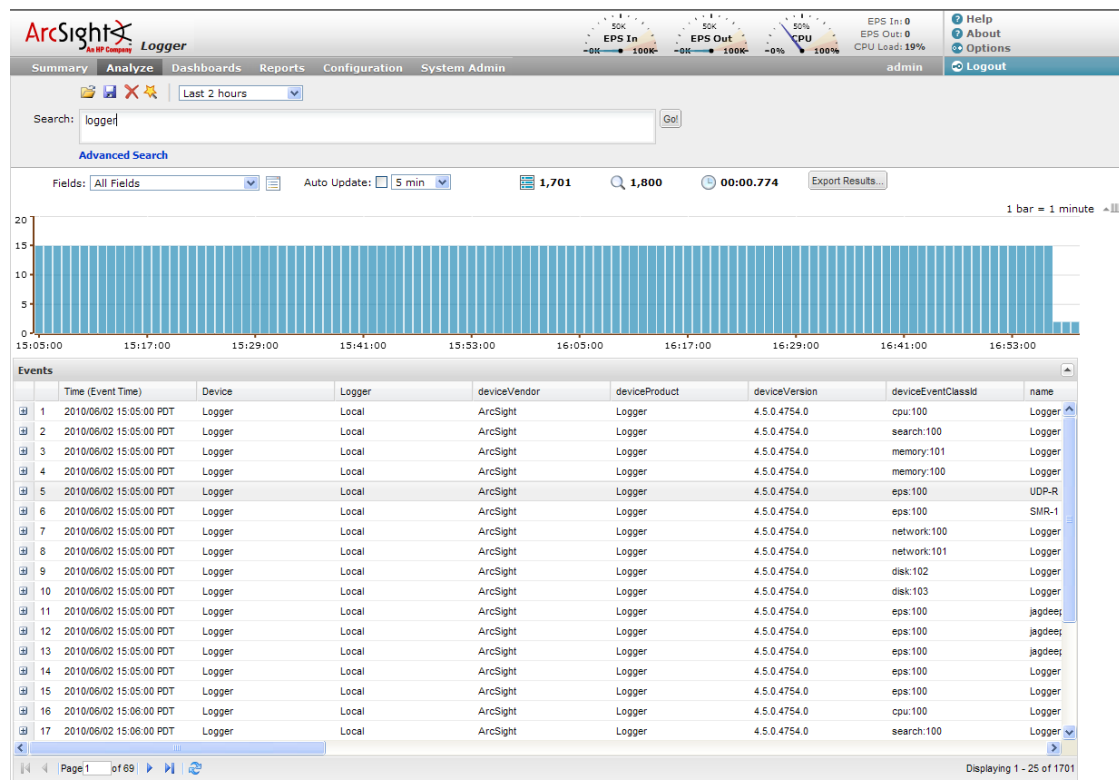 ArcSight
An HP Company
Logger
50K
EPS In
-0K
100K-
50K
EPS Out
-0K
100K-
50%
CPU
-0%
100%
EPS In: 0
EPS Out: 0
CPU Load: 19%
Help
About
Options
Summary Analyze Dashboards Reports Configuration System Admin admin Logout
Last 2 hours
Search: logger Go!
Advanced Search
Fields: All Fields Auto Update: 5 min 1,701 1,800 00:00.774 Export Results...
1 bar = 1 minute
20
15
10
5
0
15:05:00 15:17:00 15:29:00 15:41:00 15:53:00 16:05:00 16:17:00 16:29:00 16:41:00 16:53:00
Events
Time (Event Time) Device Logger deviceVendor deviceProduct deviceVersion deviceEventClassId name
1 2010/06/02 15:05:00 PDT Logger Local ArcSight Logger 4.5.0.4754.0 cpu:100 Logger
2 2010/06/02 15:05:00 PDT Logger Local ArcSight Logger 4.5.0.4754.0 search:100 Logger
3 2010/06/02 15:05:00 PDT Logger Local ArcSight Logger 4.5.0.4754.0 memory:101 Logger
4 2010/06/02 15:05:00 PDT Logger Local ArcSight Logger 4.5.0.4754.0 memory:100 Logger
5 2010/06/02 15:05:00 PDT Logger Local ArcSight Logger 4.5.0.4754.0 eps:100 UDP-R
6 2010/06/02 15:05:00 PDT Logger Local ArcSight Logger 4.5.0.4754.0 eps:100 SMR-1
7 2010/06/02 15:05:00 PDT Logger Local ArcSight Logger 4.5.0.4754.0 network:100 Logger
8 2010/06/02 15:05:00 PDT Logger Local ArcSight Logger 4.5.0.4754.0 network:101 Logger
9 2010/06/02 15:05:00 PDT Logger Local ArcSight Logger 4.5.0.4754.0 disk:102 Logger
10 2010/06/02 15:05:00 PDT Logger Local ArcSight Logger 4.5.0.4754.0 disk:103 Logger
11 2010/06/02 15:05:00 PDT Logger Local ArcSight Logger 4.5.0.4754.0 eps:100 jagdeep
12 2010/06/02 15:05:00 PDT Logger Local ArcSight Logger 4.5.0.4754.0 eps:100 jagdeep
13 2010/06/02 15:05:00 PDT Logger Local ArcSight Logger 4.5.0.4754.0 eps:100 jagdeep
14 2010/06/02 15:05:00 PDT Logger Local ArcSight Logger 4.5.0.4754.0 eps:100 Logger
15 2010/06/02 15:05:00 PDT Logger Local ArcSight Logger 4.5.0.4754.0 eps:100 Logger
16 2010/06/02 15:06:00 PDT Logger Local ArcSight Logger 4.5.0.4754.0 cpu:100 Logger
17 2010/06/02 15:06:00 PDT Logger Local ArcSight Logger 4.5.0.4754.0 search:100 Logger
Page 1 of 69 Displaying 1 - 25 of 1701